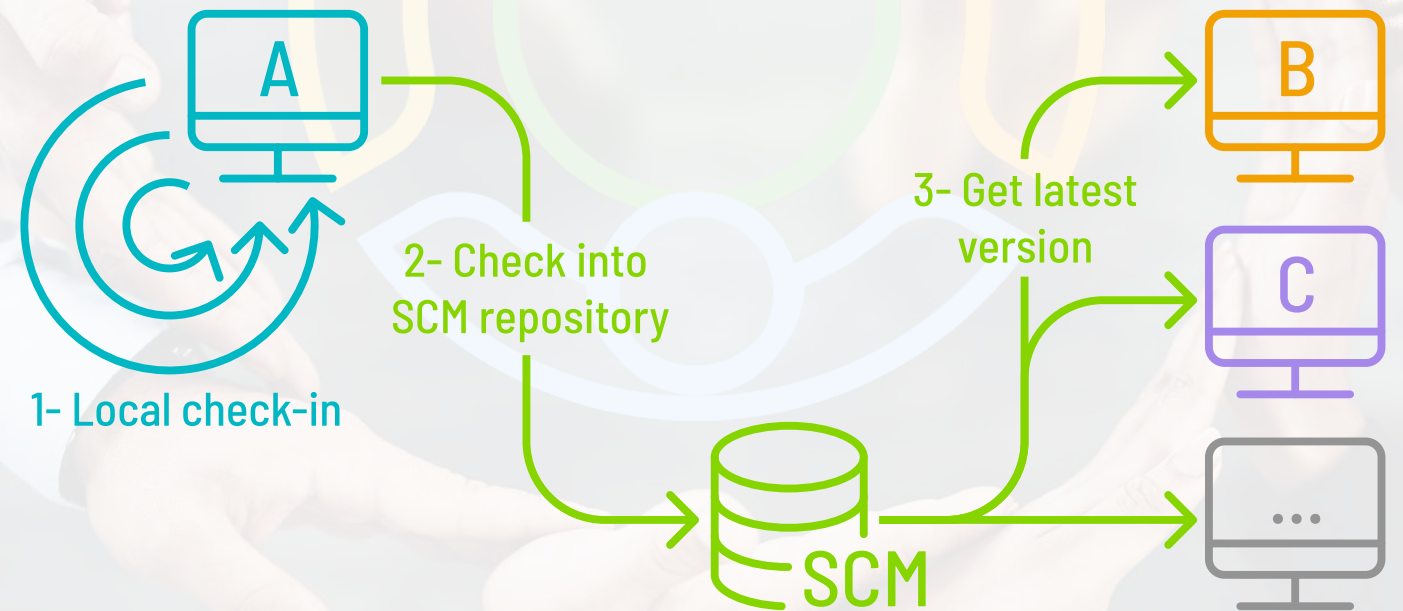 A
1- Local check-in
2- Check into
SCM repository
SCM
3- Get latest
version
B
C
...